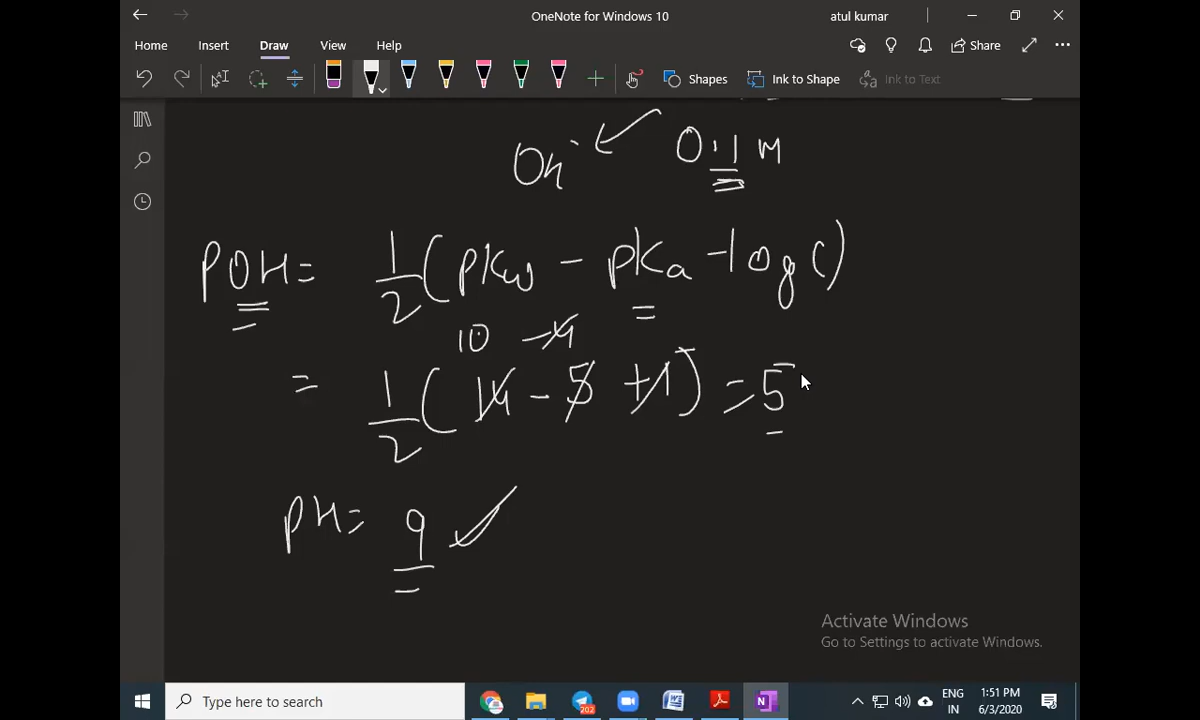 OneNote for Windows 10
atul kumar
Home Insert Draw View Help
Share
Shapes Ink to Shape Ink to Text
OH⁻ 0.1 M
POH = 1/2 (pKw - pKa - log C)
10 -4
= 1/2 (14 - 5 + 1) = 5
PH = 9 ✓
Activate Windows
Go to Settings to activate Windows.
Type here to search
202
ENG
IN
1:51 PM
6/3/2020